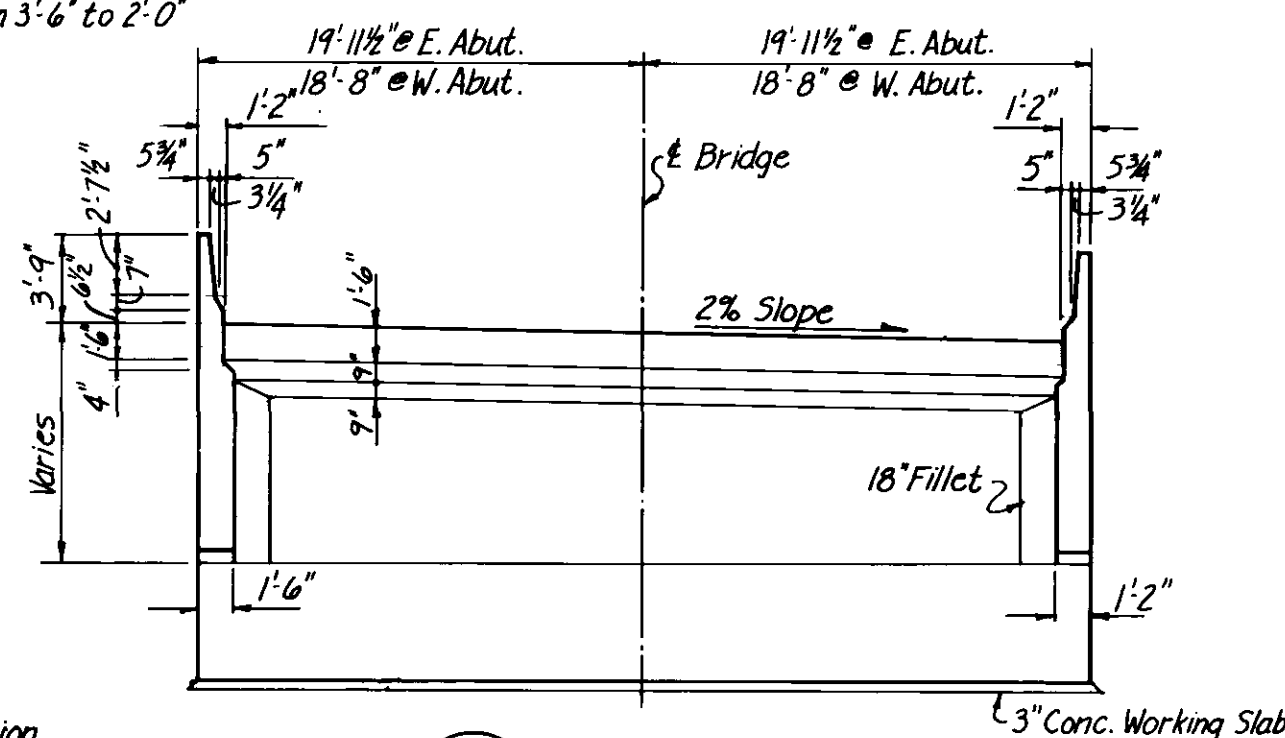 3'-6" to 2'-0"
19'-11½" @ E. Abut.
19'-11½" @ E. Abut.
18'-8" @ W. Abut.
18'-8" @ W. Abut.
1'-2"
1'-2"
5¾"
5"
3¼"
℄ Bridge
5"
5¾"
3¼"
2'-7½"
3'-9"
6½"
7"
1'-6"
2% Slope
1'-6"
9"
4"
9"
Varies
18" Fillet
1'-6"
1'-2"
3" Conc. Working Slab